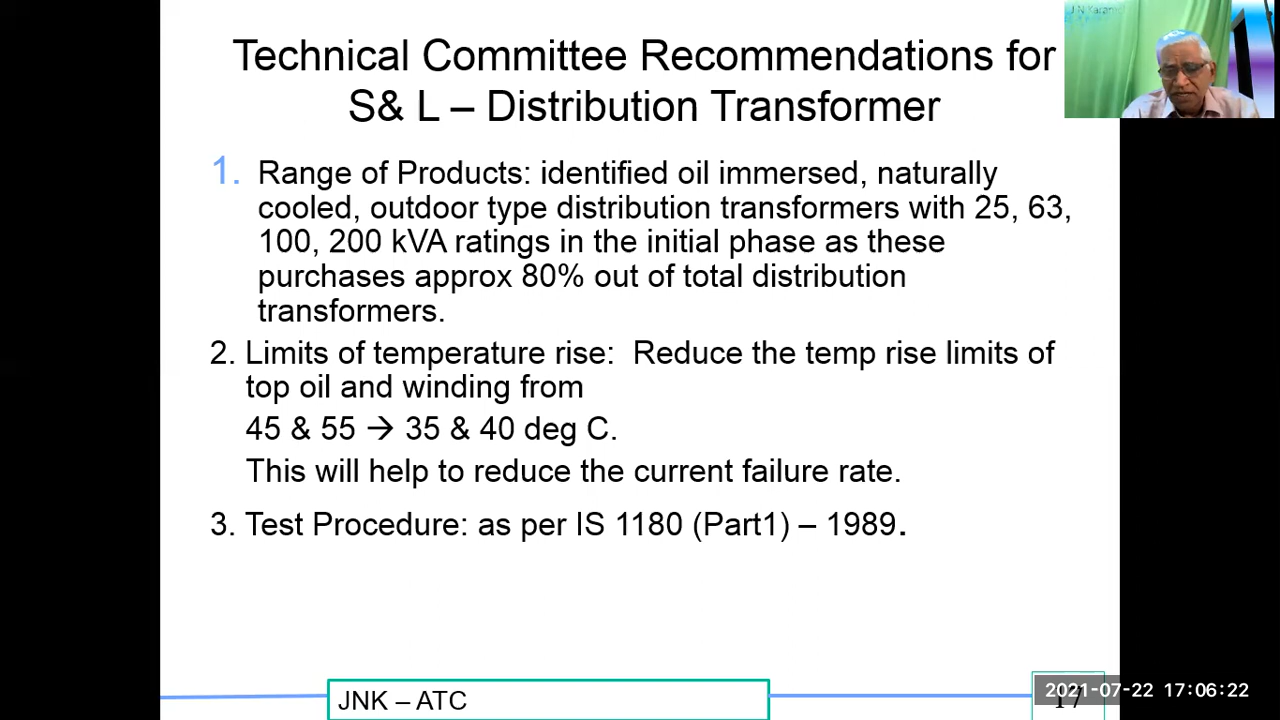 Technical Committee Recommendations for
S& L – Distribution Transformer
1. Range of Products: identified oil immersed, naturally
cooled, outdoor type distribution transformers with 25, 63,
100, 200 kVA ratings in the initial phase as these
purchases approx 80% out of total distribution
transformers.
2. Limits of temperature rise:  Reduce the temp rise limits of
top oil and winding from
45 & 55 → 35 & 40 deg C.
This will help to reduce the current failure rate.
3. Test Procedure: as per IS 1180 (Part1) – 1989.
JNK – ATC
17
2021-07-22 17:06:22